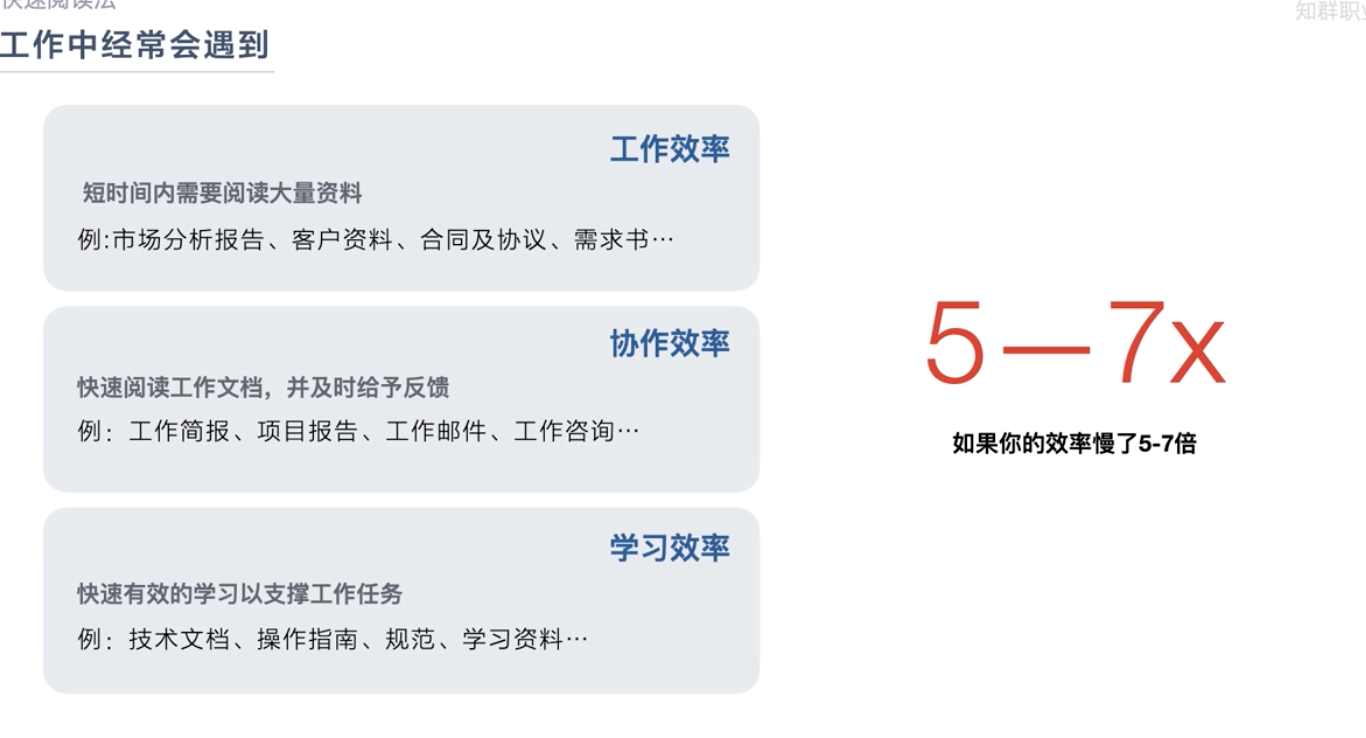 快速阅读法
知群职业
工作中经常会遇到
工作效率
短时间内需要阅读大量资料
例:市场分析报告、客户资料、合同及协议、需求书…
协作效率
快速阅读工作文档，并及时给予反馈
例：工作简报、项目报告、工作邮件、工作咨询…
学习效率
快速有效的学习以支撑工作任务
例：技术文档、操作指南、规范、学习资料…
5—7x
如果你的效率慢了5-7倍